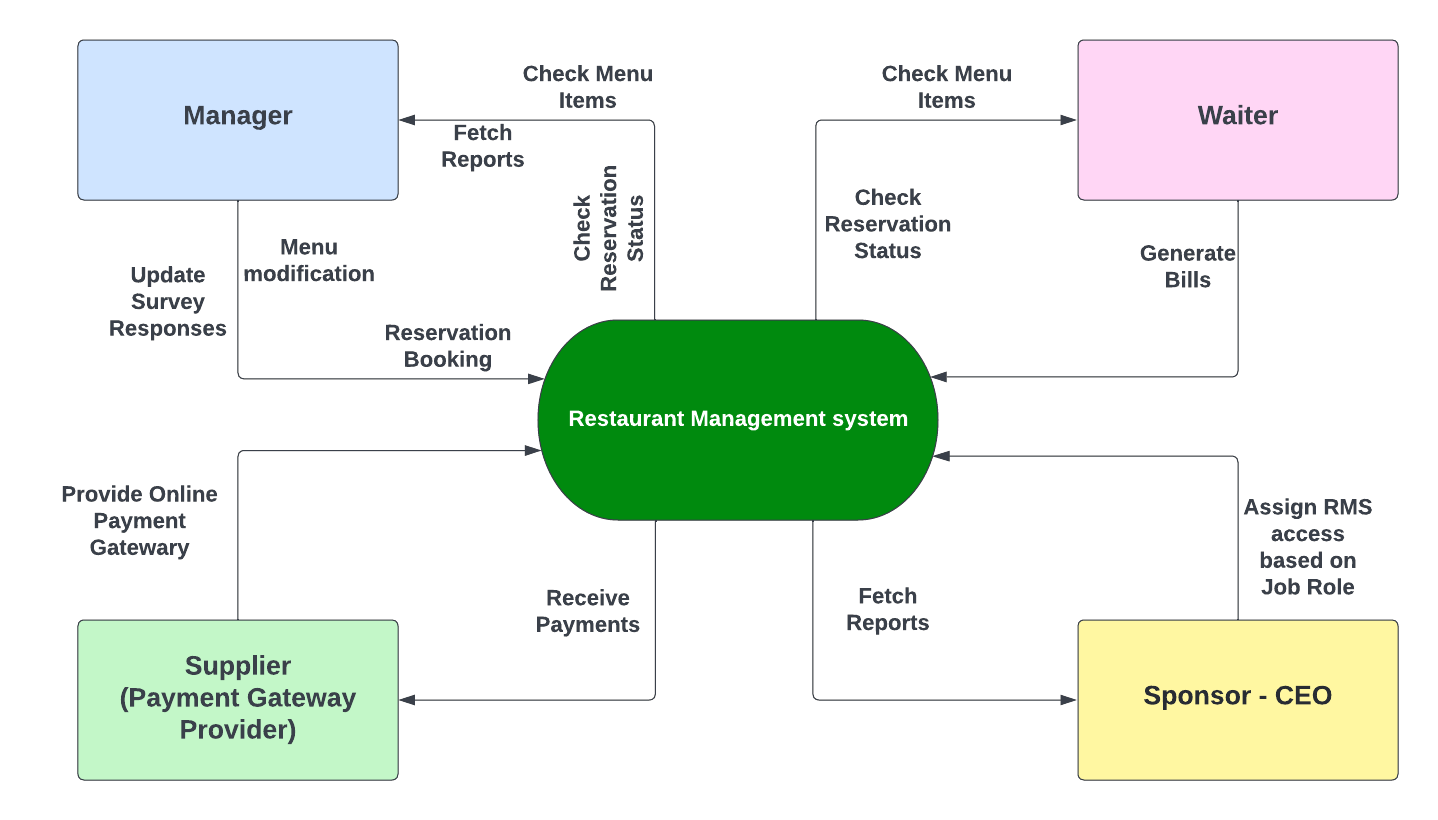 Manager
Check Menu
Items
Fetch
Reports
Check
Reservation
Status
Check Menu
Items
Waiter
Check
Reservation
Status
Generate
Bills
Menu
modification
Update
Survey
Responses
Reservation
Booking
Restaurant Management system
Provide Online
Payment
Gatewary
Receive
Payments
Supplier
(Payment Gateway
Provider)
Fetch
Reports
Assign RMS
access
based on
Job Role
Sponsor - CEO